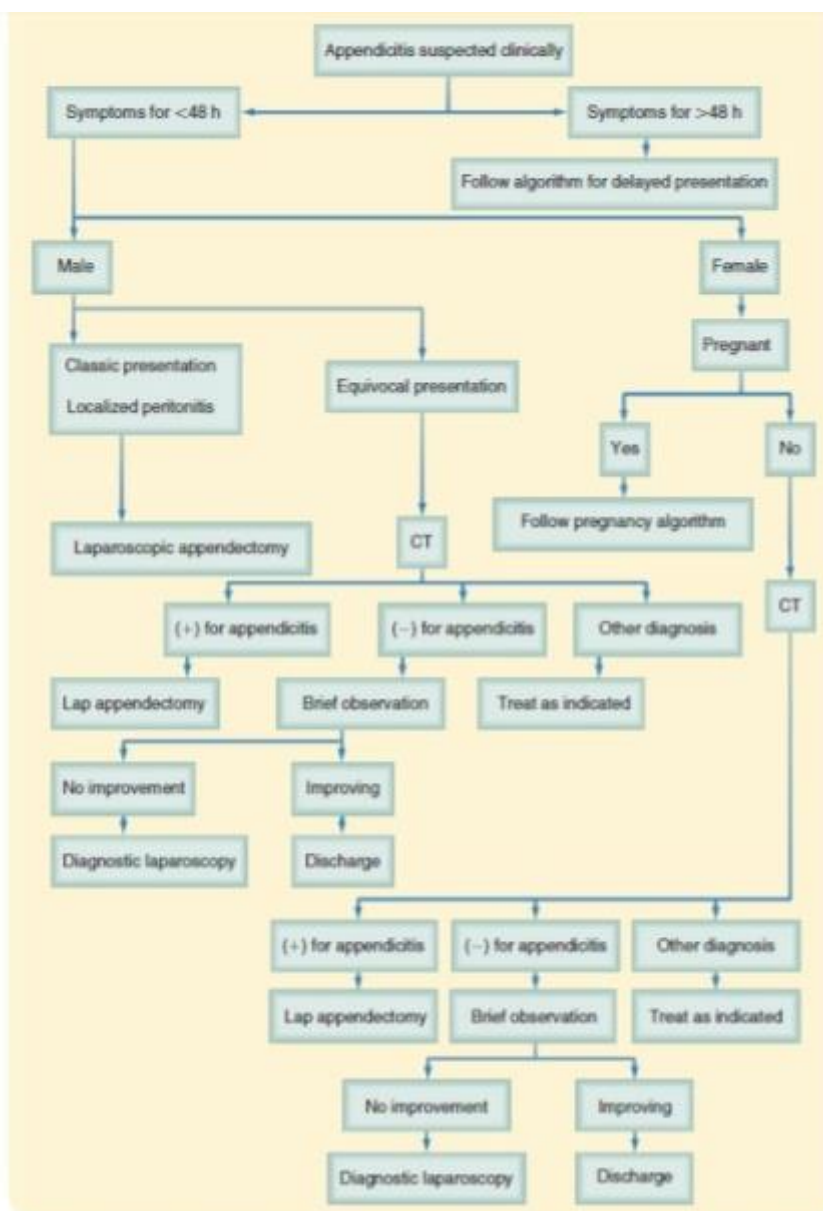 Appendicitis suspected clinically
Symptoms for <48 h
Symptoms for >48 h
Follow algorithm for delayed presentation
Male
Female
Classic presentation
Localized peritonitis
Equivocal presentation
Pregnant
Yes
No
Laparoscopic appendectomy
CT
Follow pregnancy algorithm
CT
(+) for appendicitis
(−) for appendicitis
Other diagnosis
Lap appendectomy
Brief observation
Treat as indicated
No improvement
Improving
Diagnostic laparoscopy
Discharge
(+) for appendicitis
(−) for appendicitis
Other diagnosis
Lap appendectomy
Brief observation
Treat as indicated
No improvement
Improving
Diagnostic laparoscopy
Discharge